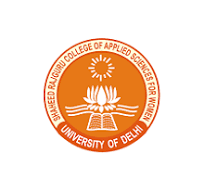 SHAHEED RAJGURU COLLEGE OF APPLIED SCIENCES FOR WOMEN
UNIVERSITY OF DELHI